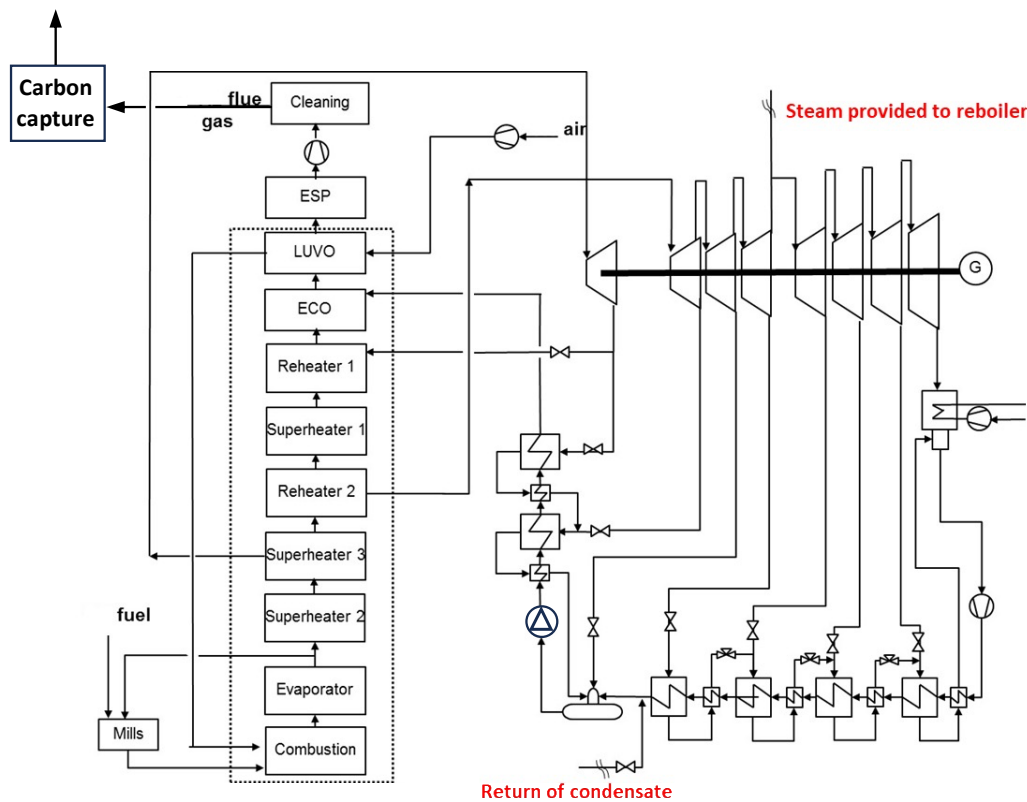 Carbon
capture
flue
gas
Cleaning
air
Steam provided to reboiler
ESP
LUVO
G
ECO
Reheater 1
Superheater 1
Reheater 2
Superheater 3
Superheater 2
fuel
Evaporator
Mills
Combustion
Return of condensate